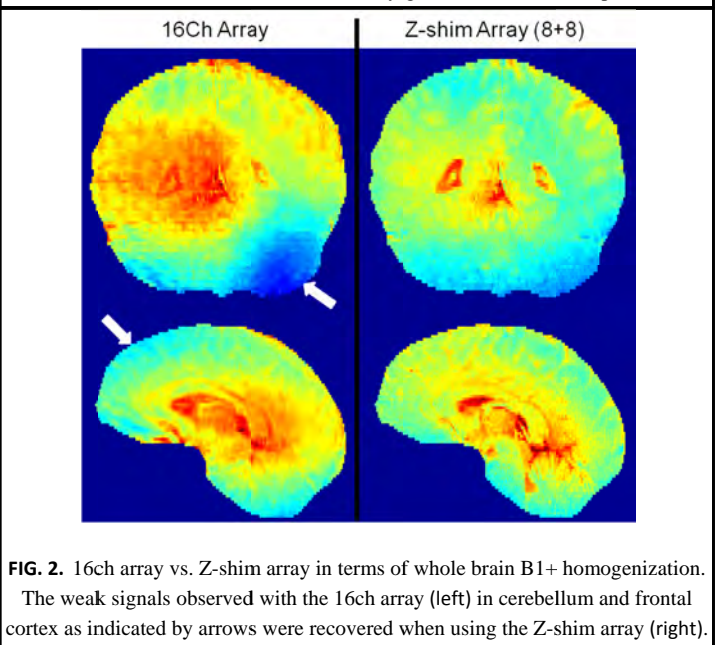 16Ch Array
Z-shim Array (8+8)
FIG. 2. 16ch array vs. Z-shim array in terms of whole brain B1+ homogenization.
The weak signals observed with the 16ch array (left) in cerebellum and frontal
cortex as indicated by arrows were recovered when using the Z-shim array (right).